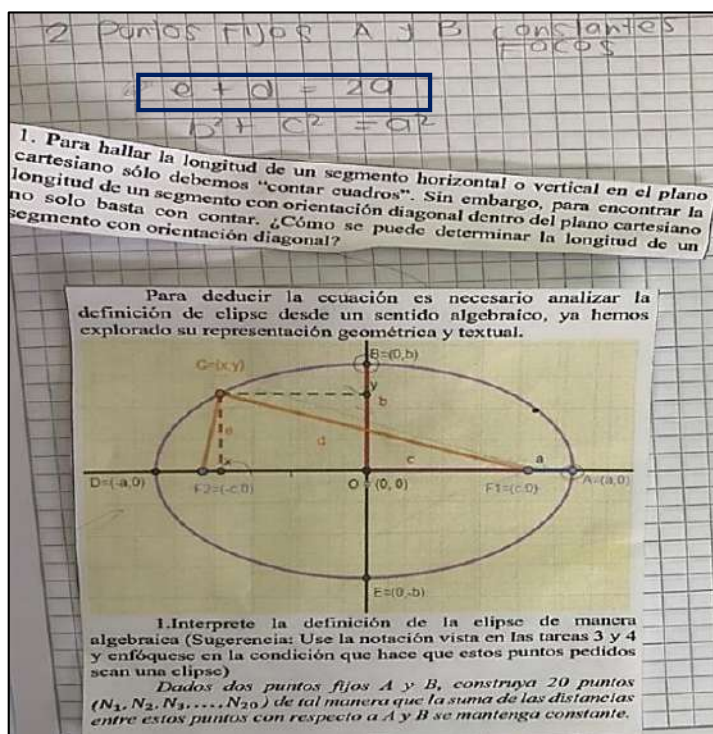 2 Puntos Fijos A y B constantes
Focos
e + d = 2a
b² + c² = a²
1. Para hallar la longitud de un segmento horizontal o vertical en el plano
cartesiano sólo debemos “contar cuadros”. Sin embargo, para encontrar la
longitud de un segmento con orientación diagonal dentro del plano cartesiano
no solo basta con contar. ¿Cómo se puede determinar la longitud de un
segmento con orientación diagonal?
Para deducir la ecuación es necesario analizar la
definición de elipse desde un sentido algebraico, ya hemos
explorado su representación geométrica y textual.
B=(0,b)
G=(x,y)
y
b
e
d
x
c
a
D=(-a,0)
F2=(-c,0)
O = (0, 0)
F1=(c,0)
A=(a,0)
E=(0,-b)
1.Interprete la definición de la elipse de manera
algebraica (Sugerencia: Use la notación vista en las tareas 3 y 4
y enfóquese en la condición que hace que estos puntos pedidos
sean una elipse)
Dados dos puntos fijos A y B, construya 20 puntos
(N₁, N₂, N₃,..., N₂₀) de tal manera que la suma de las distancias
entre estos puntos con respecto a A y B se mantenga constante.